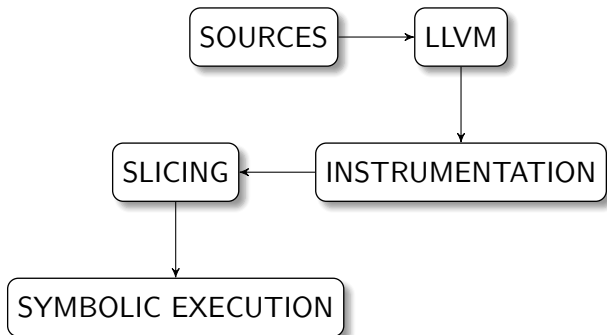 SOURCES
LLVM
SLICING
INSTRUMENTATION
SYMBOLIC EXECUTION